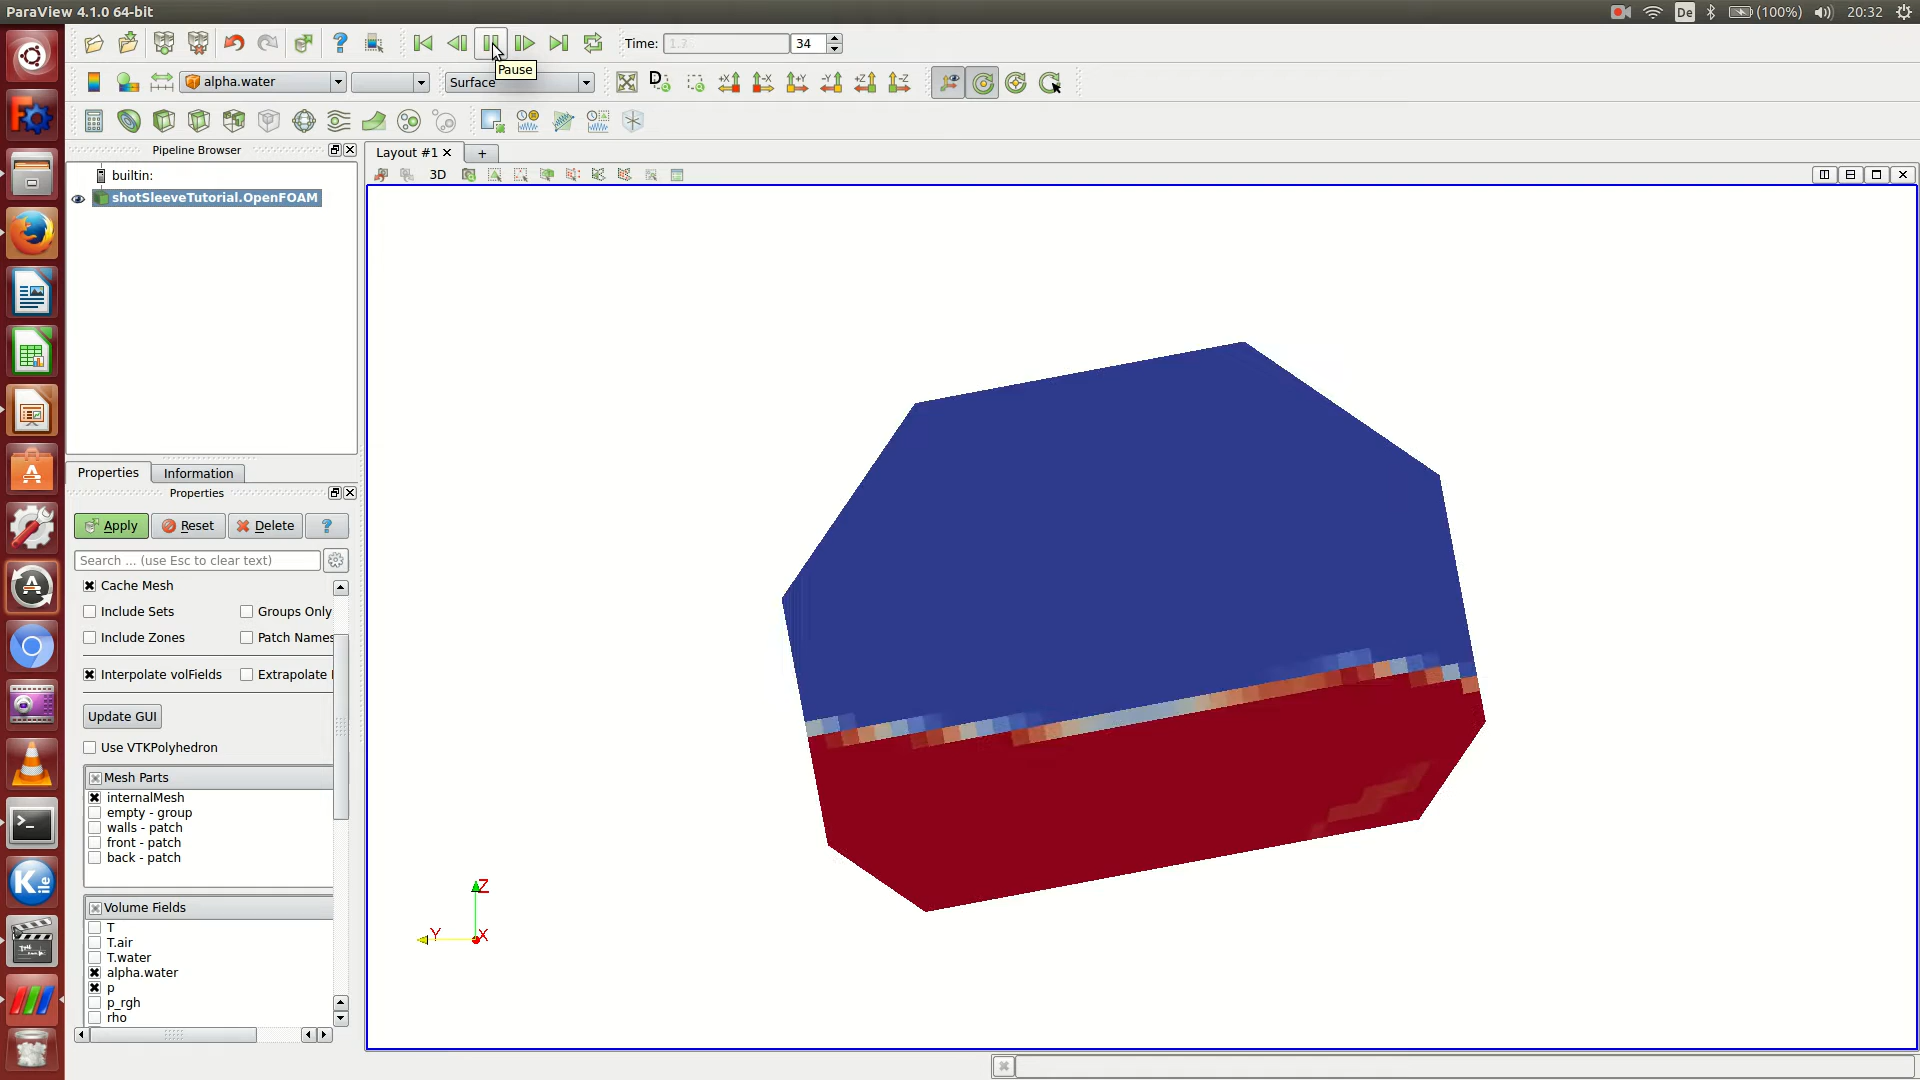 ParaView 4.1.0 64-bit
De
(100%)
20:32
Time:
1.7
34
Pause
alpha.water
Surface
D
+X
-X
+Y
-Y
+Z
-Z
Pipeline Browser
Layout #1
+
3D
builtin:
shotSleeveTutorial.OpenFOAM
Properties
Information
Properties
Apply
Reset
Delete
?
Search ... (use Esc to clear text)
Cache Mesh
Include Sets
Groups Only
Include Zones
Patch Names
Interpolate volFields
Extrapolate
Update GUI
Use VTKPolyhedron
Mesh Parts
internalMesh
empty - group
walls - patch
front - patch
back - patch
Volume Fields
T
T.air
T.water
alpha.water
p
p_rgh
rho
Z
Y
X